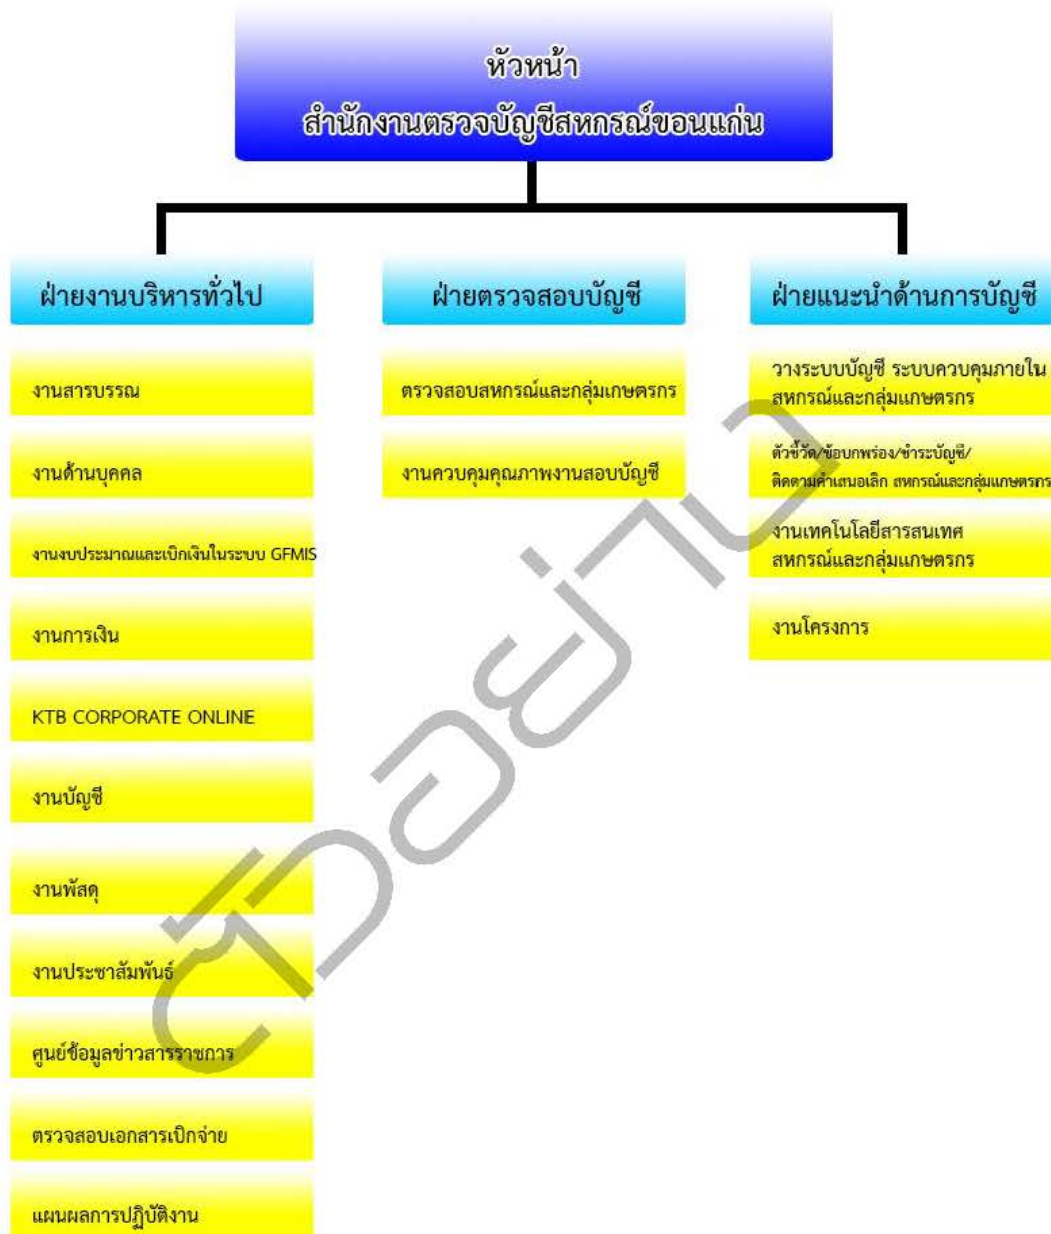 หัวหน้า
สำนักงานตรวจบัญชีสหกรณ์ขอนแก่น
ฝ่ายงานบริหารทั่วไป
งานสารบรรณ
งานด้านบุคคล
งานงบประมาณและเบิกเงินในระบบ GFMIS
งานการเงิน
KTB CORPORATE ONLINE
งานบัญชี
งานพัสดุ
งานประชาสัมพันธ์
ศูนย์ข้อมูลข่าวสารราชการ
ตรวจสอบเอกสารเบิกจ่าย
แผนผลการปฏิบัติงาน
ฝ่ายตรวจสอบบัญชี
ตรวจสอบสหกรณ์และกลุ่มเกษตรกร
งานควบคุมคุณภาพงานสอบบัญชี
ฝ่ายแนะนำด้านการบัญชี
วางระบบบัญชี ระบบควบคุมภายใน
สหกรณ์และกลุ่มเกษตรกร
ตัวชี้วัด/ข้อบกพร่อง/ชำระบัญชี/
ติดตามคำเสนอเลิก สหกรณ์และกลุ่มเกษตรกร
งานเทคโนโลยีสารสนเทศ
สหกรณ์และกลุ่มเกษตรกร
งานโครงการ
ตัวอย่าง